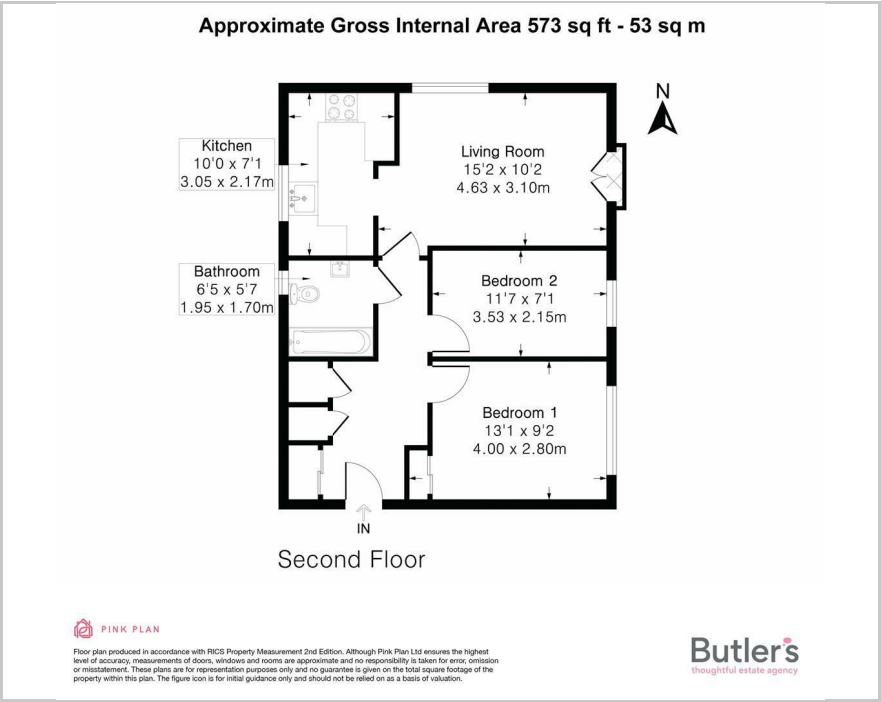 Approximate Gross Internal Area 573 sq ft - 53 sq m
N
Kitchen
10'0 x 7'1
3.05 x 2.17m
Living Room
15'2 x 10'2
4.63 x 3.10m
Bathroom
6'5 x 5'7
1.95 x 1.70m
Bedroom 2
11'7 x 7'1
3.53 x 2.15m
Bedroom 1
13'1 x 9'2
4.00 x 2.80m
IN
Second Floor
PINK PLAN
Floor plan produced in accordance with RICS Property Measurement 2nd Edition. Although Pink Plan Ltd ensures the highest
level of accuracy, measurements of doors, windows and rooms are approximate and no responsibility is taken for error, omission
or misstatement. These plans are for representation purposes only and no guarantee is given on the total square footage of the
property within this plan. The figure icon is for initial guidance only and should not be relied on as a basis of valuation.
Butler's
thoughtful estate agency